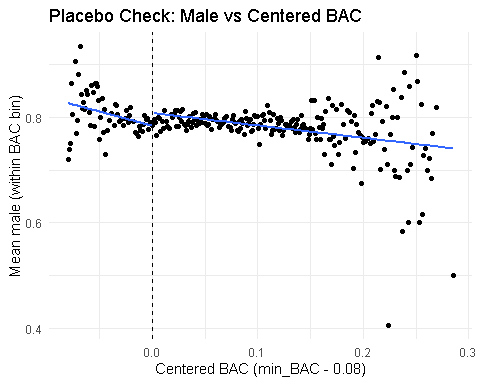 Placebo Check: Male vs Centered BAC
Mean male (within BAC bin)
0.8
0.6
0.4
0.0 0.1 0.2 0.3
Centered BAC (min_BAC - 0.08)